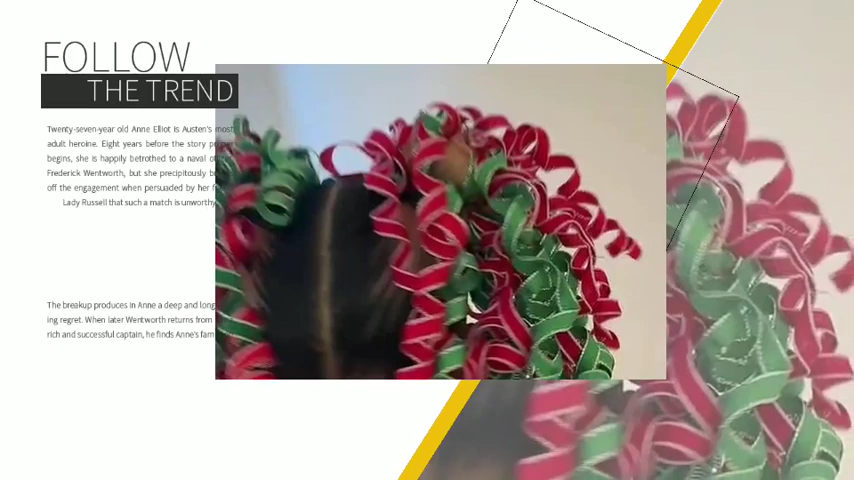 FOLLOW
THE TREND
Twenty-seven-year old Anne Elliot is Austen's most
adult heroine. Eight years before the story
begins, she is happily betrothed to a naval
Frederick Wentworth, but she precipitously
off the engagement when persuaded by her
Lady Russell that such a match is unworthy.
The breakup produces in Anne a deep and long
ing regret. When later Wentworth returns from
rich and successful captain, he finds Anne's fam